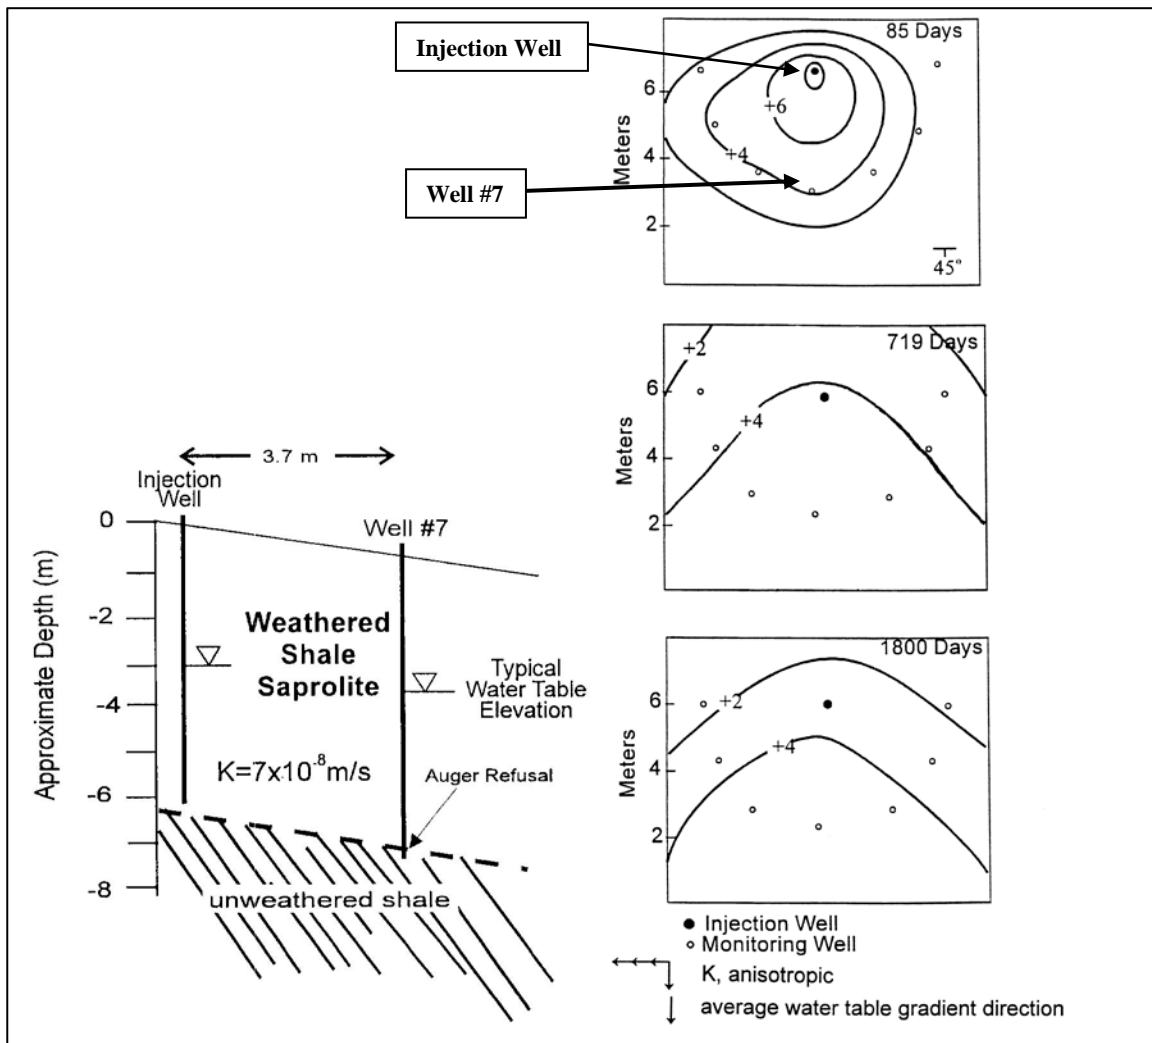 Injection Well
Well #7
85 Days
Meters
6
4
2
+6
+4
45°
719 Days
Meters
6
4
2
+2
+4
1800 Days
Meters
6
4
2
+2
+4
3.7 m
Injection
Well
Well #7
Approximate Depth (m)
0
-2
-4
-6
-8
Weathered
Shale
Saprolite
Typical
Water Table
Elevation
K=7x10-8m/s
Auger Refusal
unweathered shale
Injection Well
Monitoring Well
K, anisotropic
average water table gradient direction